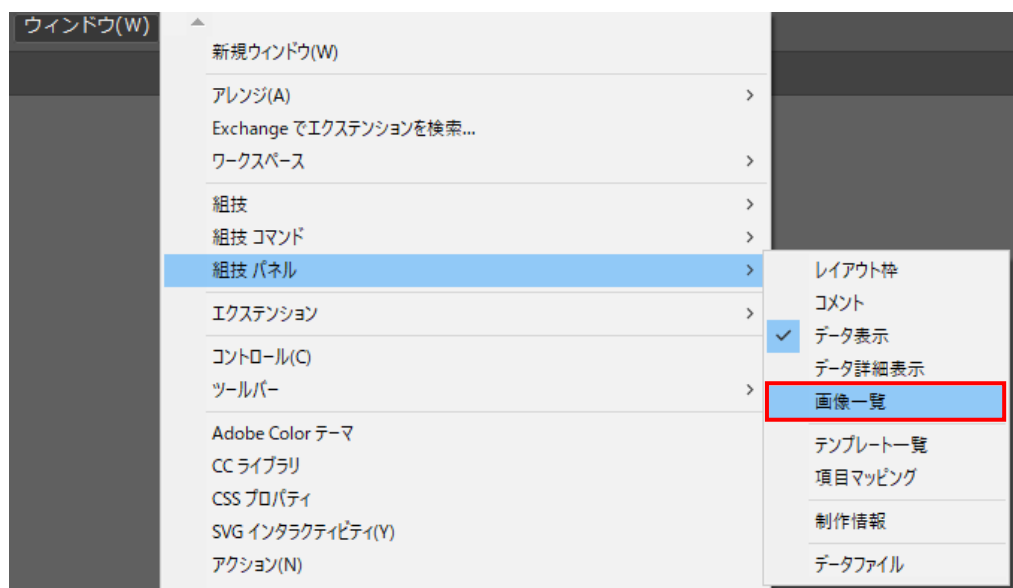 ウィンドウ(W)
新規ウィンドウ(W)
アレンジ(A)
Exchange でエクステンションを検索...
ワークスペース
組技
組技 コマンド
組技 パネル
エクステンション
コントロール(C)
ツールバー
Adobe Color テーマ
CC ライブラリ
CSS プロパティ
SVG インタラクティビティ(Y)
アクション(N)
レイアウト枠
コメント
データ表示
データ詳細表示
画像一覧
テンプレート一覧
項目マッピング
制作情報
データファイル